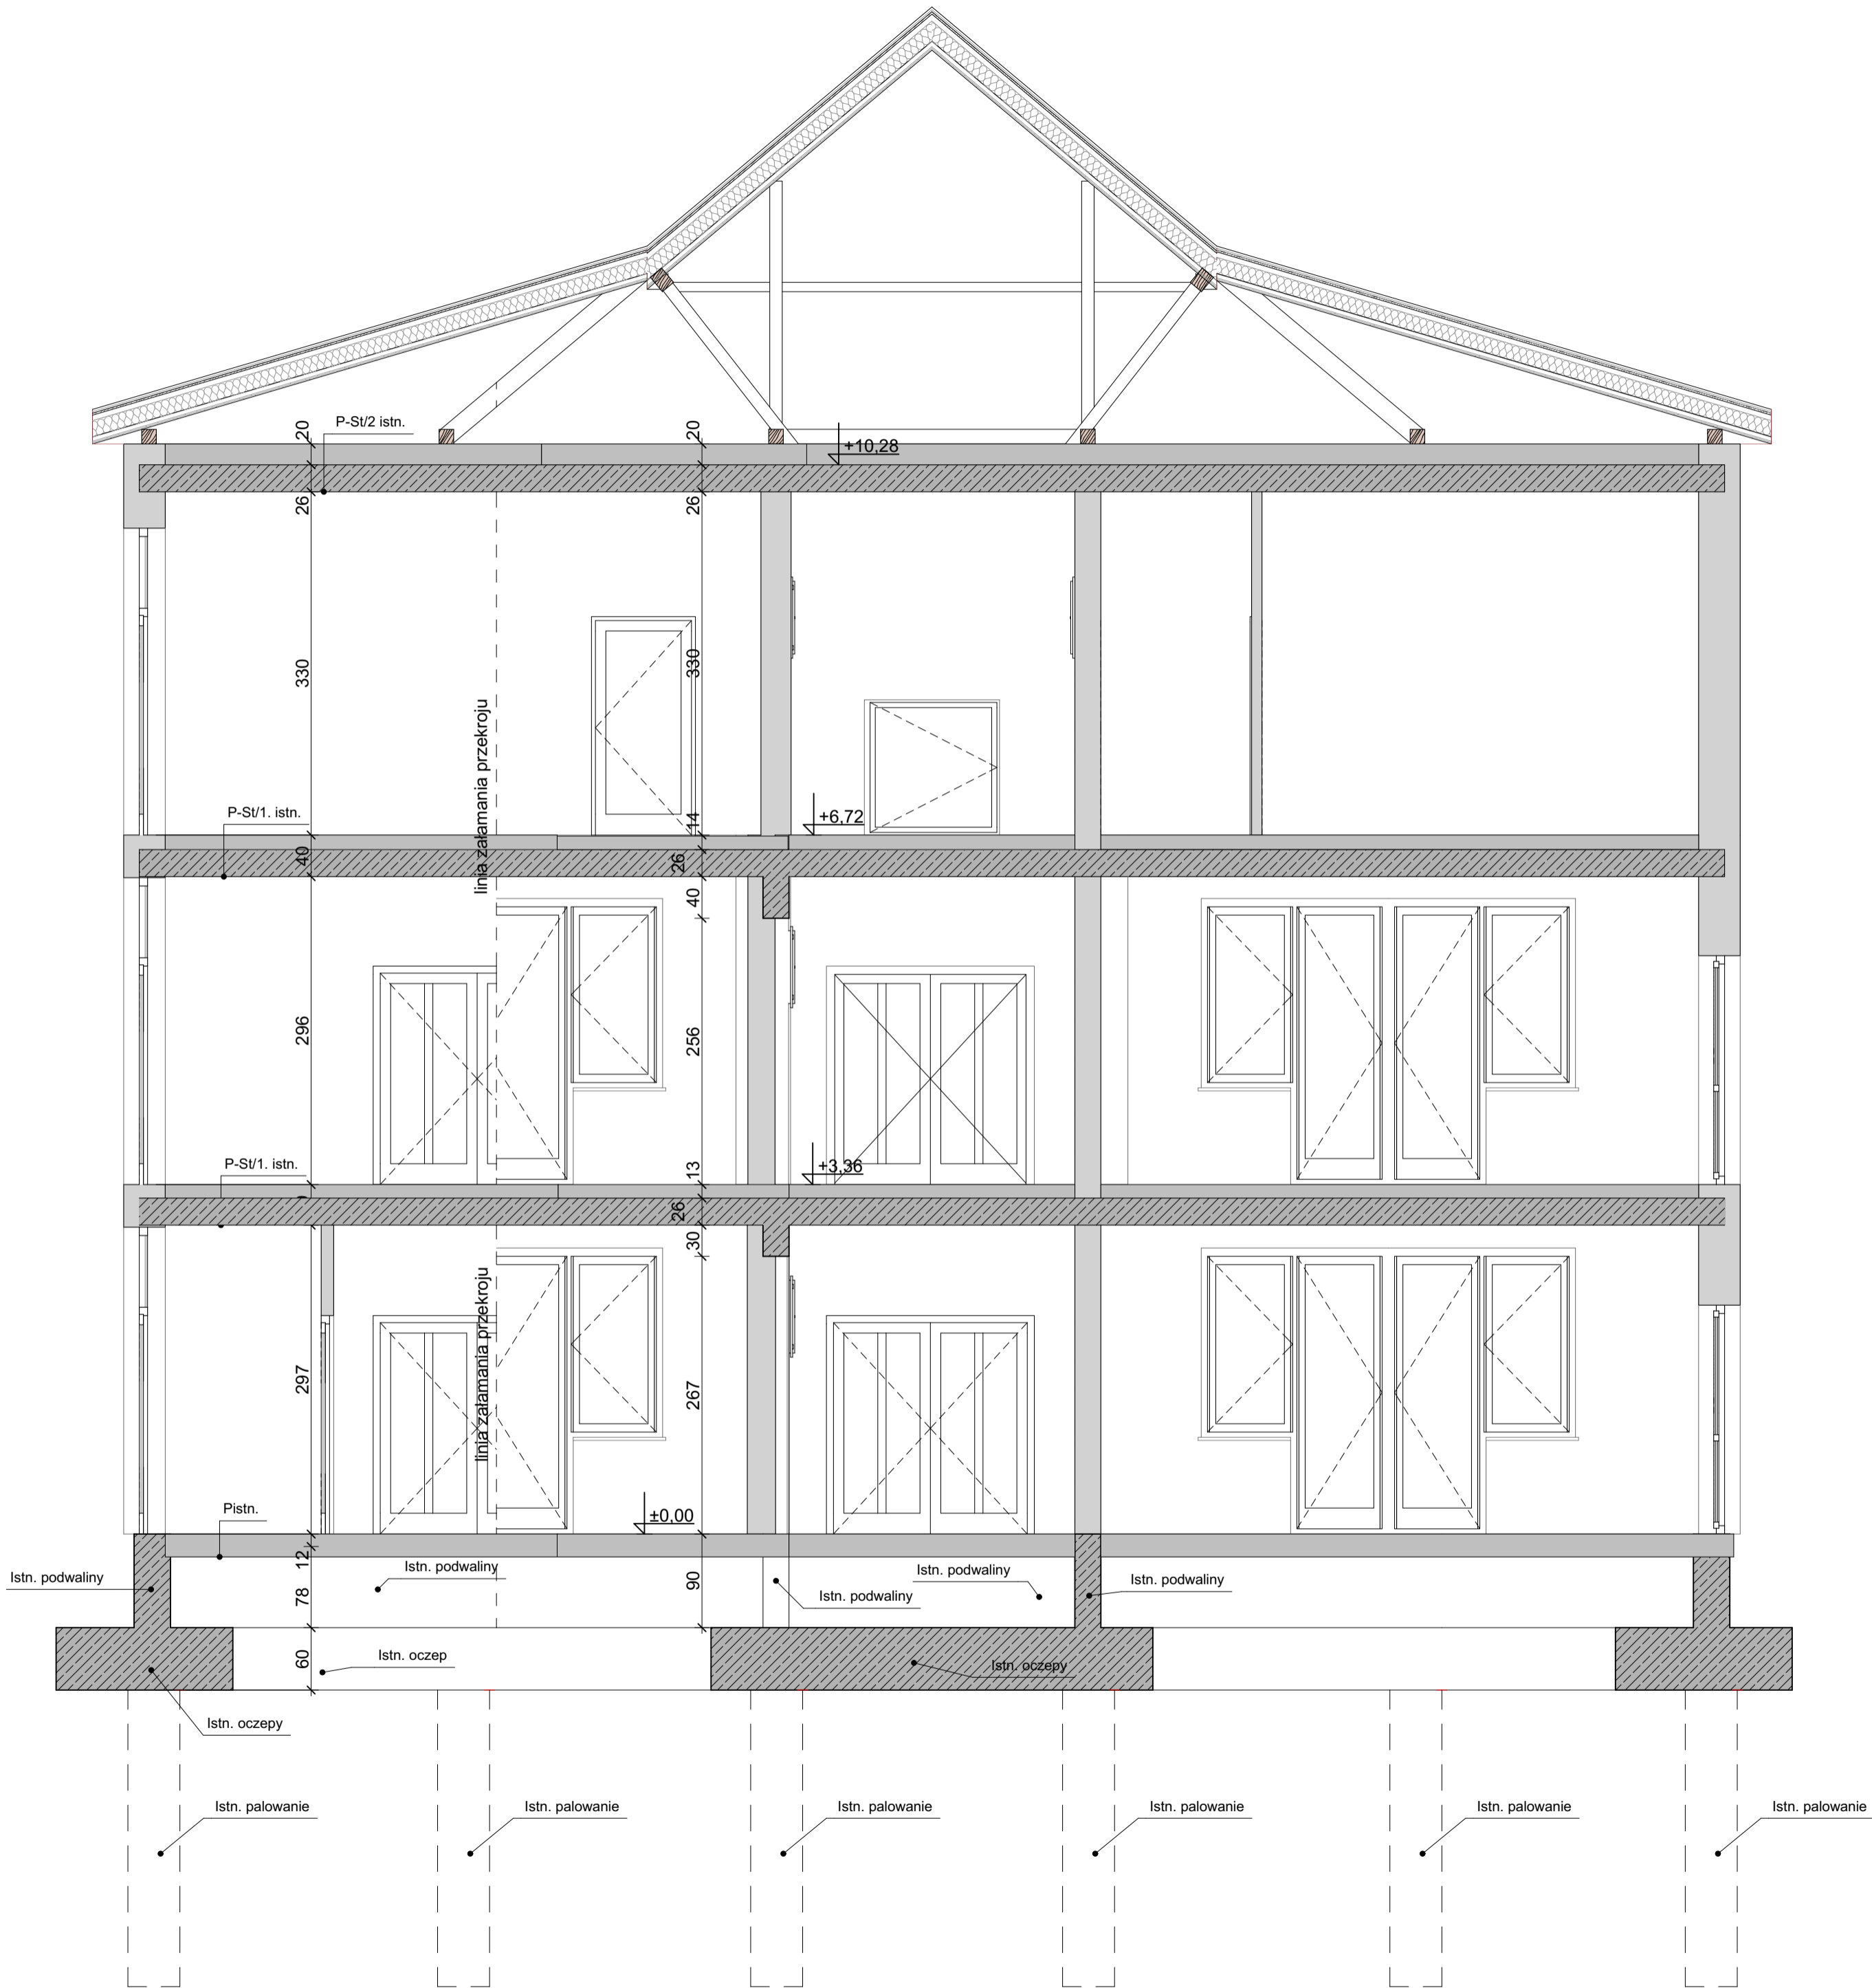 P-St/2 istn.
20
20
+10,28
26
26
330
330
linia załamania przekroju
P-St/1. istn.
14
+6,72
40
26
40
296
256
P-St/1. istn.
13
+3,36
26
30
linia załamania przekroju
297
267
Pistn.
±0,00
12
78
90
Istn. podwaliny
Istn. podwaliny
Istn. podwaliny
Istn. podwaliny
Istn. podwaliny
60
Istn. oczep
Istn. oczepy
Istn. oczepy
Istn. palowanie
Istn. palowanie
Istn. palowanie
Istn. palowanie
Istn. palowanie
Istn. palowanie